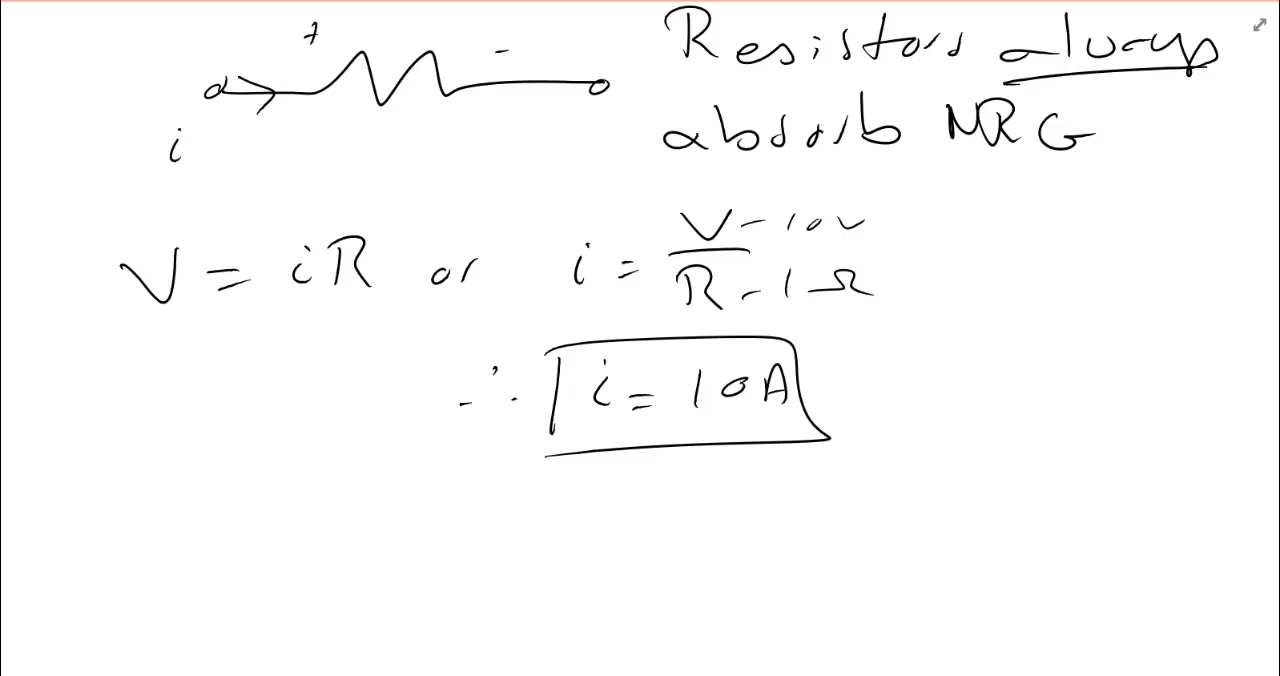 + -
Resistors always
absorb NRG
i
V = iR or i = V - 10V
R - 1Ω
∴ i = 10A